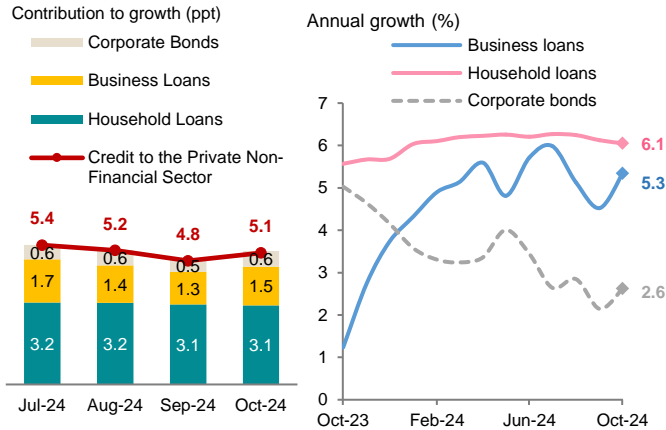 Contribution to growth (ppt)
Corporate Bonds
Business Loans
Household Loans
Credit to the Private Non-
Financial Sector
5.4
5.2
4.8
5.1
0.6
0.6
0.5
0.6
1.7
1.4
1.3
1.5
3.2
3.2
3.1
3.1
Jul-24
Aug-24
Sep-24
Oct-24
Annual growth (%)
Business loans
Household loans
Corporate bonds
7
6
5
4
3
2
1
0
6.1
5.3
2.6
Oct-23
Feb-24
Jun-24
Oct-24